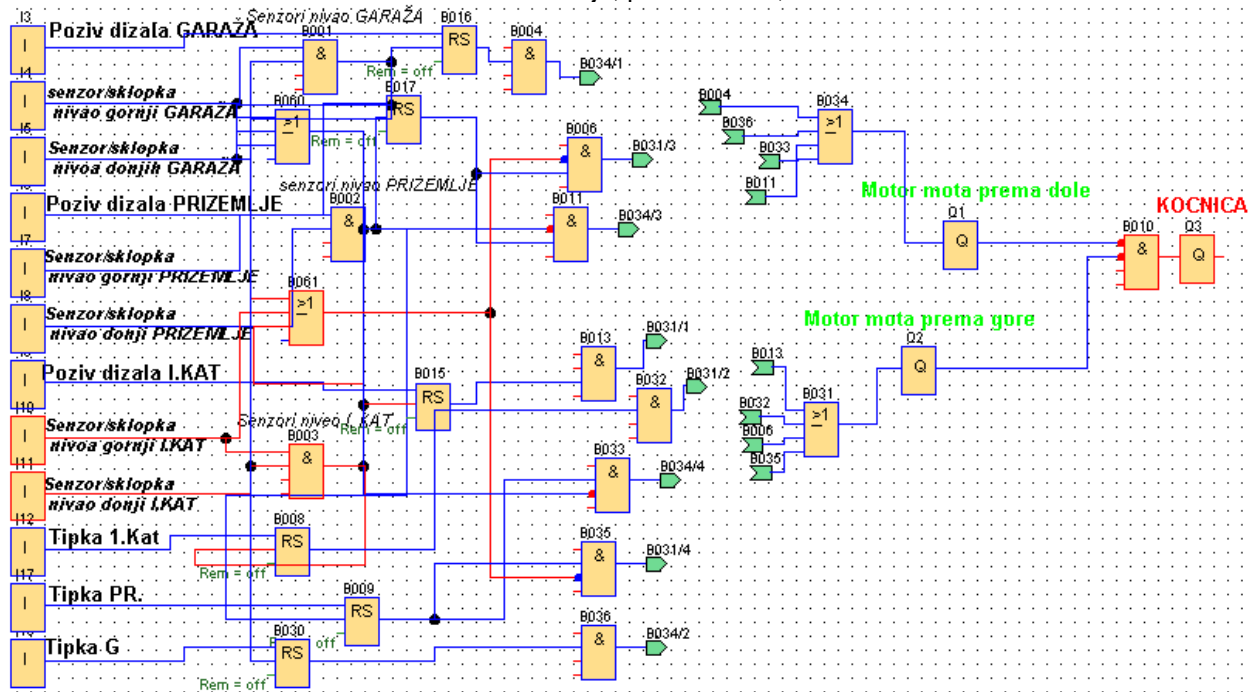 I3
Poziv dizala GARAŽA
I
I4
senzor/sklopka
nivao gornji GARAŽA
I
I5
Senzor/sklopka
nivoa donjih GARAŽA
I
Poziv dizala PRIZEMLJE
I
I7
Senzor/sklopka
nivao gornji PRIZEMLJE
I
I8
Senzor/sklopka
nivao donji PRIZEMLJE
I
Poziv dizala I.KAT
I
I10
Senzor/sklopka
nivoa gornji I.KAT
I
I11
Senzor/sklopka
nivao donji I.KAT
I
I12
Tipka 1.Kat
I
I17
Tipka PR.
I
Tipka G
I
Senzori nivao GARAŽA
B001
&
B060
≥1
senzori nivao PRIZEMLJE
B002
&
B061
≥1
Senzori niveo I. KAT
B003
&
B008
RS
Rem = off
B009
RS
off
B030
RS
Rem = off
B016
RS
Rem = off
B017
RS
Rem = off
B015
RS
Rem = off
B004
&
B034/1
B006
&
B031/3
B011
&
B034/3
B013
&
B031/1
B032
&
B031/2
B033
&
B034/4
B035
&
B031/4
B036
&
B034/2
B004
B036
B033
B011
B034
≥1
Motor mota prema dole
Q1
Q
Motor mota prema gore
Q2
Q
B013
B032
B006
B035
B031
≥1
KOCNICA
B010
&
Q3
Q